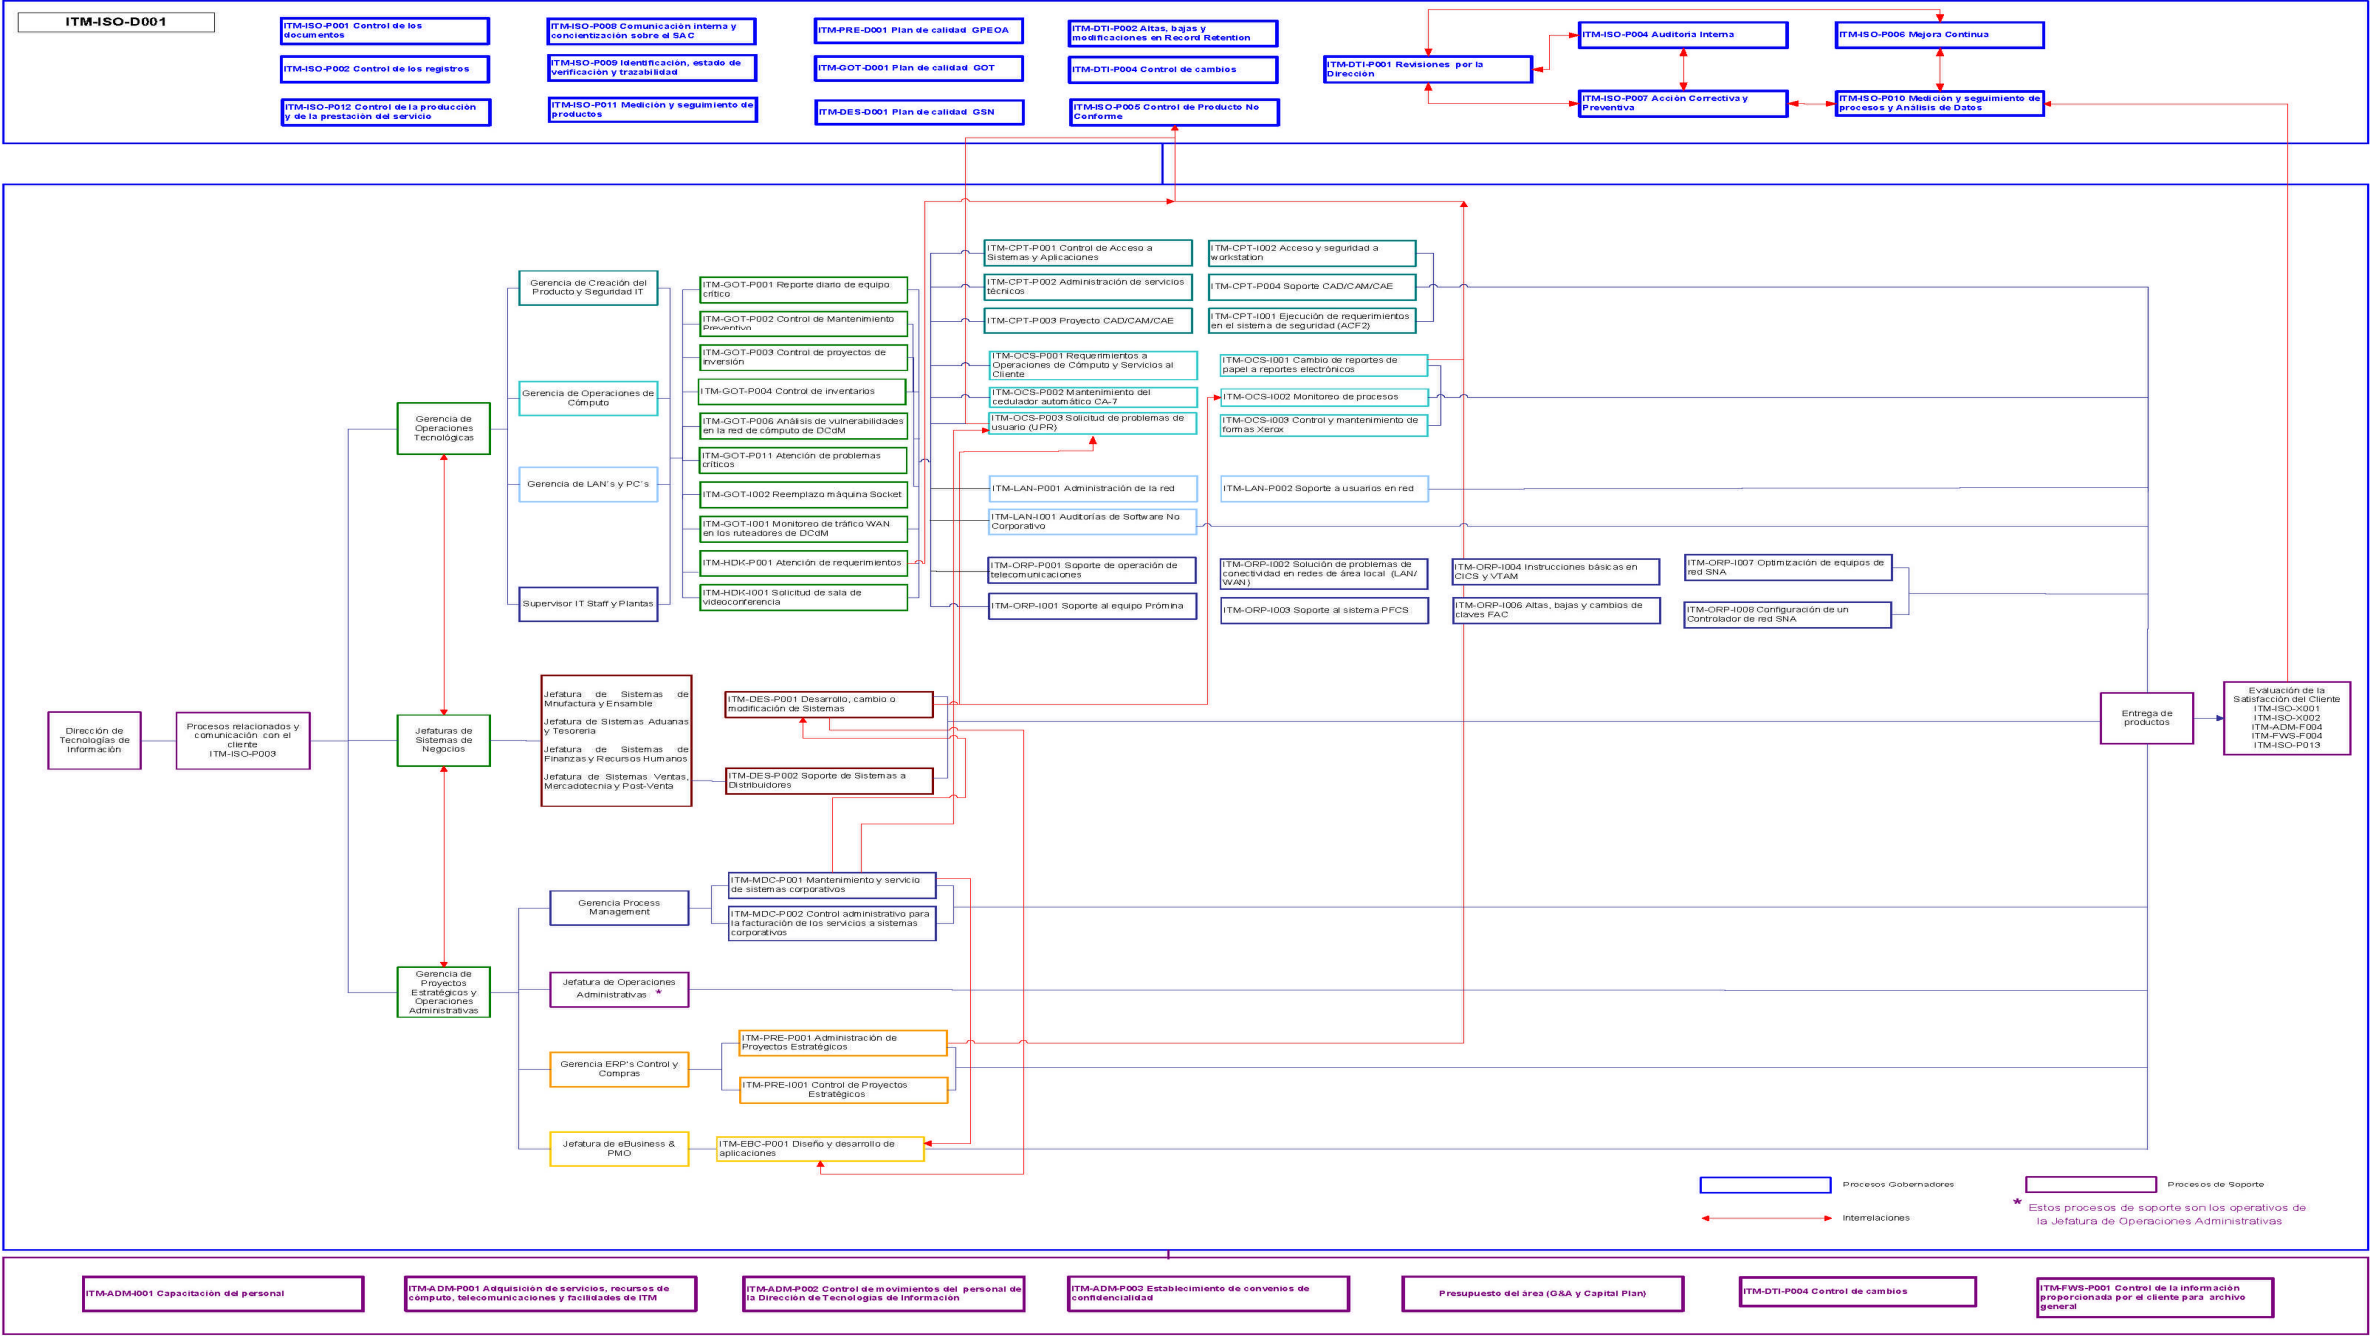 ITM-ISO-D001
ITM-ISO-P001 Control de los
documentos
ITM-ISO-P002 Control de los registros
ITM-ISO-P012 Control de la producción
y de la prestación del servicio
ITM-ISO-P008 Comunicación interna y
concientización sobre el SAC
ITM-ISO-P009 Identificación, estado de
verificación y trazabilidad
ITM-ISO-P011 Medición y seguimiento de
productos
ITM-PRE-D001 Plan de calidad GPEOA
ITM-GOT-D001 Plan de calidad GOT
ITM-DES-D001 Plan de calidad GSN
ITM-DTI-P002 Altas, bajas y
modificaciones en Record Retention
ITM-DTI-P004 Control de cambios
ITM-ISO-P005 Control de Producto No
Conforme
ITM-DTI-P001 Revisiones por la
Dirección
ITM-ISO-P004 Auditoria Interna
ITM-ISO-P007 Acción Correctiva y
Preventiva
ITM-ISO-P006 Mejora Continua
ITM-ISO-P010 Medición y seguimiento de
procesos y Análisis de Datos
Dirección de
Tecnologías de
Información
Procesos relacionados y
comunicación con el
cliente
ITM-ISO-P003
Gerencia de
Operaciones
Tecnológicas
Jefaturas de
Sistemas de
Negocios
Gerencia de
Proyectos
Estratégicos y
Operaciones
Administrativas
Gerencia de Creación del
Producto y Seguridad IT
Gerencia de Operaciones de
Cómputo
Gerencia de LAN's y PC's
Supervisor IT Staff y Plantas
ITM-GOT-P001 Reporte diario de equipo
crítico
ITM-GOT-P002 Control de Mantenimiento
Preventivo
ITM-GOT-P003 Control de proyectos de
inversión
ITM-GOT-P004 Control de inventarios
ITM-GOT-P006 Análisis de vulnerabilidades
en la red de cómputo de DCdM
ITM-GOT-P011 Atención de problemas
críticos
ITM-GOT-I002 Reemplazo máquina Socket
ITM-GOT-I001 Monitoreo de tráfico WAN
en los ruteadores de DCdM
ITM-HDK-P001 Atención de requerimientos
ITM-HDK-I001 Solicitud de sala de
videoconferencia
ITM-CPT-P001 Control de Acceso a
Sistemas y Aplicaciones
ITM-CPT-P002 Administración de servicios
técnicos
ITM-CPT-P003 Proyecto CAD/CAM/CAE
ITM-CPT-I002 Acceso y seguridad a
workstation
ITM-CPT-P004 Soporte CAD/CAM/CAE
ITM-CPT-I001 Ejecución de requerimientos
en el sistema de seguridad (ACF2)
ITM-OCS-P001 Requerimientos a
Operaciones de Cómputo y Servicios al
Cliente
ITM-OCS-P002 Mantenimiento del
cedulador automático CA-7
ITM-OCS-P003 Solicitud de problemas de
usuario (UPR)
ITM-OCS-I001 Cambio de reportes de
papel a reportes electrónicos
ITM-OCS-I002 Monitoreo de procesos
ITM-OCS-I003 Control y mantenimiento de
formas Xerox
ITM-LAN-P001 Administración de la red
ITM-LAN-P002 Soporte a usuarios en red
ITM-LAN-I001 Auditorías de Software No
Corporativo
ITM-ORP-P001 Soporte de operación de
telecomunicaciones
ITM-ORP-I001 Soporte al equipo Prómina
ITM-ORP-I002 Solución de problemas de
conectividad en redes de área local (LAN/
WAN)
ITM-ORP-I003 Soporte al sistema PFCS
ITM-ORP-I004 Instrucciones básicas en
CICS y VTAM
ITM-ORP-I006 Altas, bajas y cambios de
claves FAC
ITM-ORP-I007 Optimización de equipos de
red SNA
ITM-ORP-I008 Configuración de un
Controlador de red SNA
Jefatura de Sistemas de
Mnufactura y Ensamble
Jefatura de Sistemas Aduanas
y Tesoreria
Jefatura de Sistemas de
Finanzas y Recursos Humanos
Jefatura de Sistemas Ventas,
Mercadotecnia y Post-Venta
ITM-DES-P001 Desarrollo, cambio o
modificación de Sistemas
ITM-DES-P002 Soporte de Sistemas a
Distribuidores
Entrega de
productos
Evaluación de la
Satisfacción del Cliente
ITM-ISO-X001
ITM-ISO-X002
ITM-ADM-F004
ITM-FWS-F004
ITM-ISO-P013
Gerencia Process
Management
ITM-MDC-P001 Mantenimiento y servicio
de sistemas corporativos
ITM-MDC-P002 Control administrativo para
la facturación de los servicios a sistemas
corporativos
Jefatura de Operaciones
Administrativas *
Gerencia ERP's Control y
Compras
ITM-PRE-P001 Administración de
Proyectos Estratégicos
ITM-PRE-I001 Control de Proyectos
Estratégicos
Jefatura de eBusiness &
PMO
ITM-EBC-P001 Diseño y desarrollo de
aplicaciones
Procesos Gobernadores
Procesos de Soporte
Interrelaciones
* Estos procesos de soporte son los operativos de
la Jefatura de Operaciones Administrativas
ITM-ADM-I001 Capacitación del personal
ITM-ADM-P001 Adquisición de servicios, recursos de
cómputo, telecomunicaciones y facilidades de ITM
ITM-ADM-P002 Control de movimientos del personal de
la Dirección de Tecnologías de Información
ITM-ADM-P003 Establecimiento de convenios de
confidencialidad
Presupuesto del área (G&A y Capital Plan)
ITM-DTI-P004 Control de cambios
ITM-FWS-P001 Control de la información
proporcionada por el cliente para archivo
general